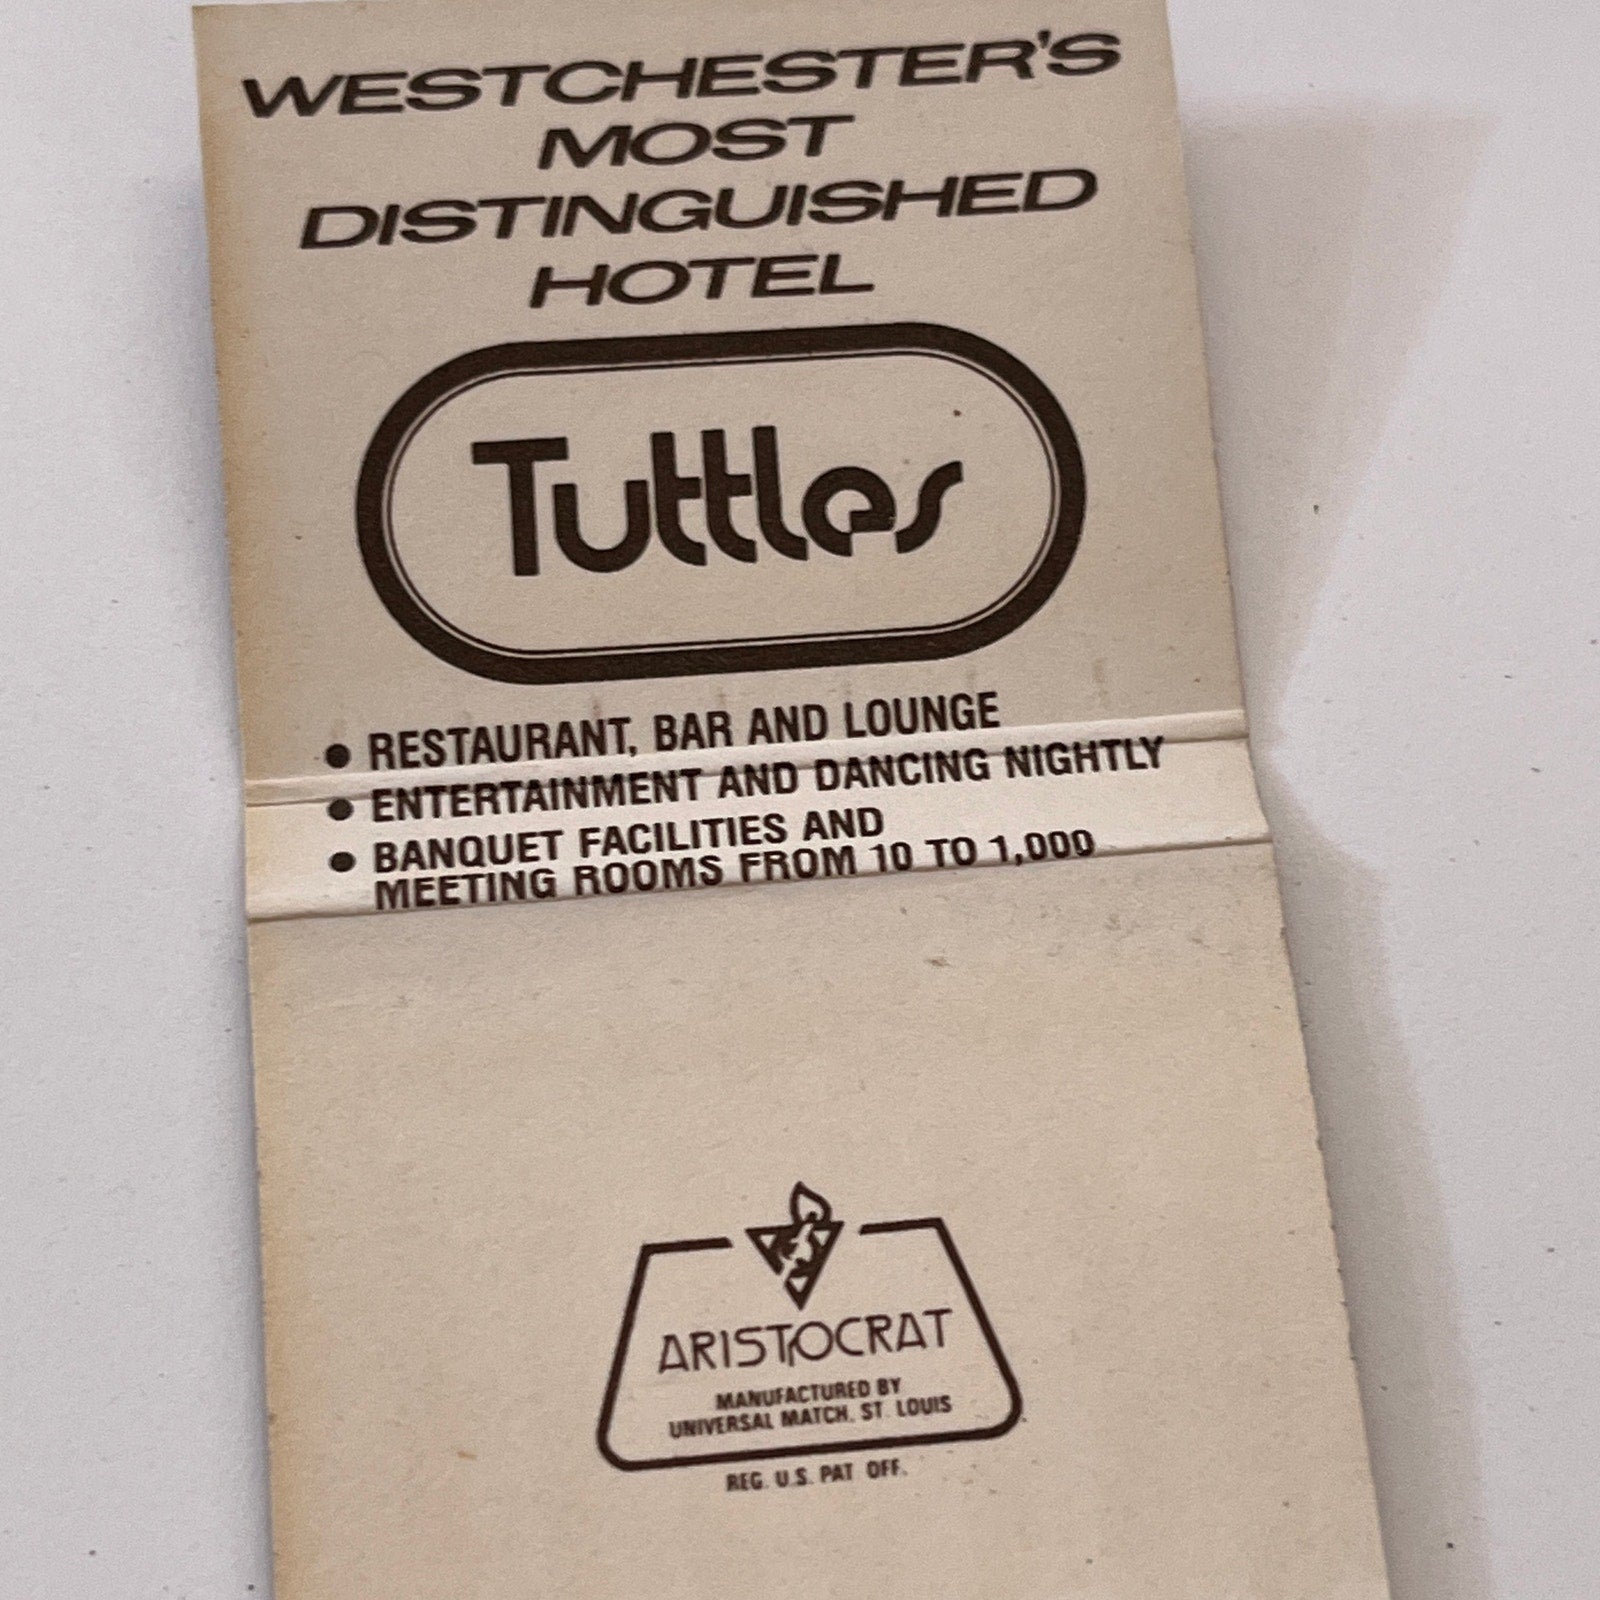 WESTCHESTER'S
MOST
DISTINGUISHED
HOTEL
Tuttles
• RESTAURANT, BAR AND LOUNGE
• ENTERTAINMENT AND DANCING NIGHTLY
• BANQUET FACILITIES AND
MEETING ROOMS FROM 10 TO 1,000
ARISTOCRAT
MANUFACTURED BY
UNIVERSAL MATCH, ST. LOUIS
REG. U.S. PAT OFF.